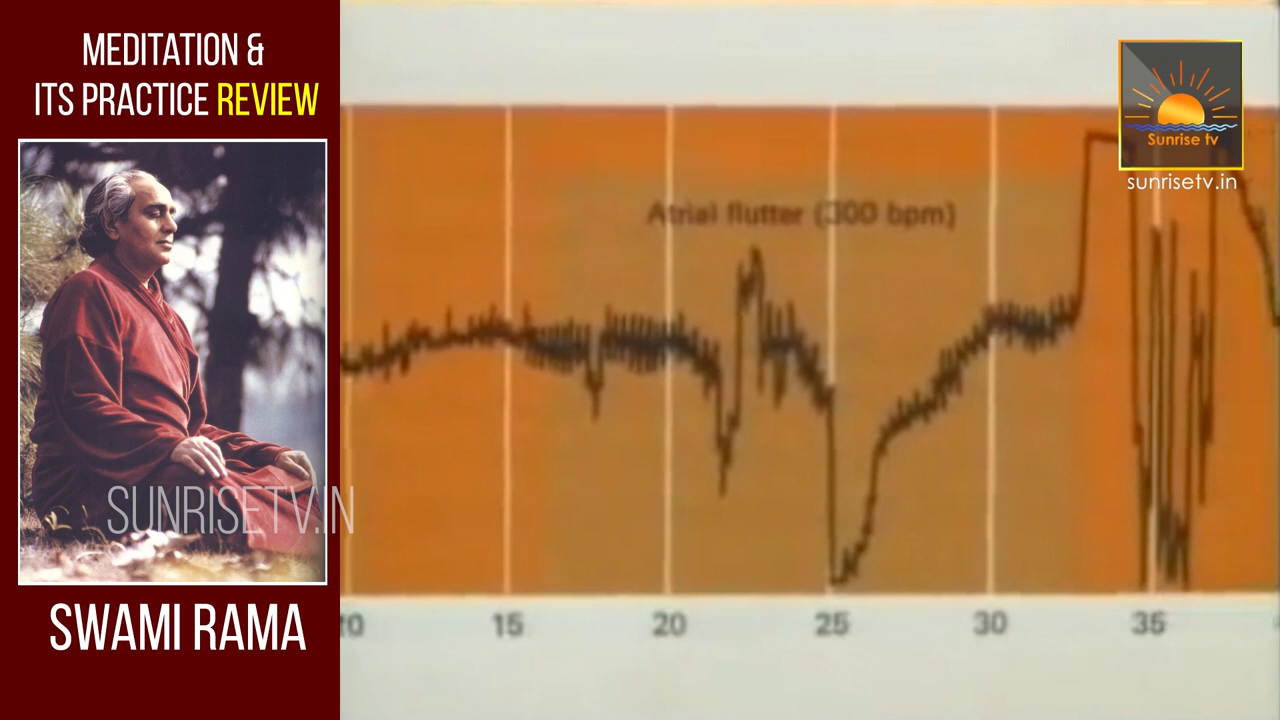 MEDITATION &
ITS PRACTICE REVIEW
SUNRISETV.IN
SWAMI RAMA
Atrial flutter (300 bpm)
10 15 20 25 30 35
Sunrise tv
sunrisetv.in